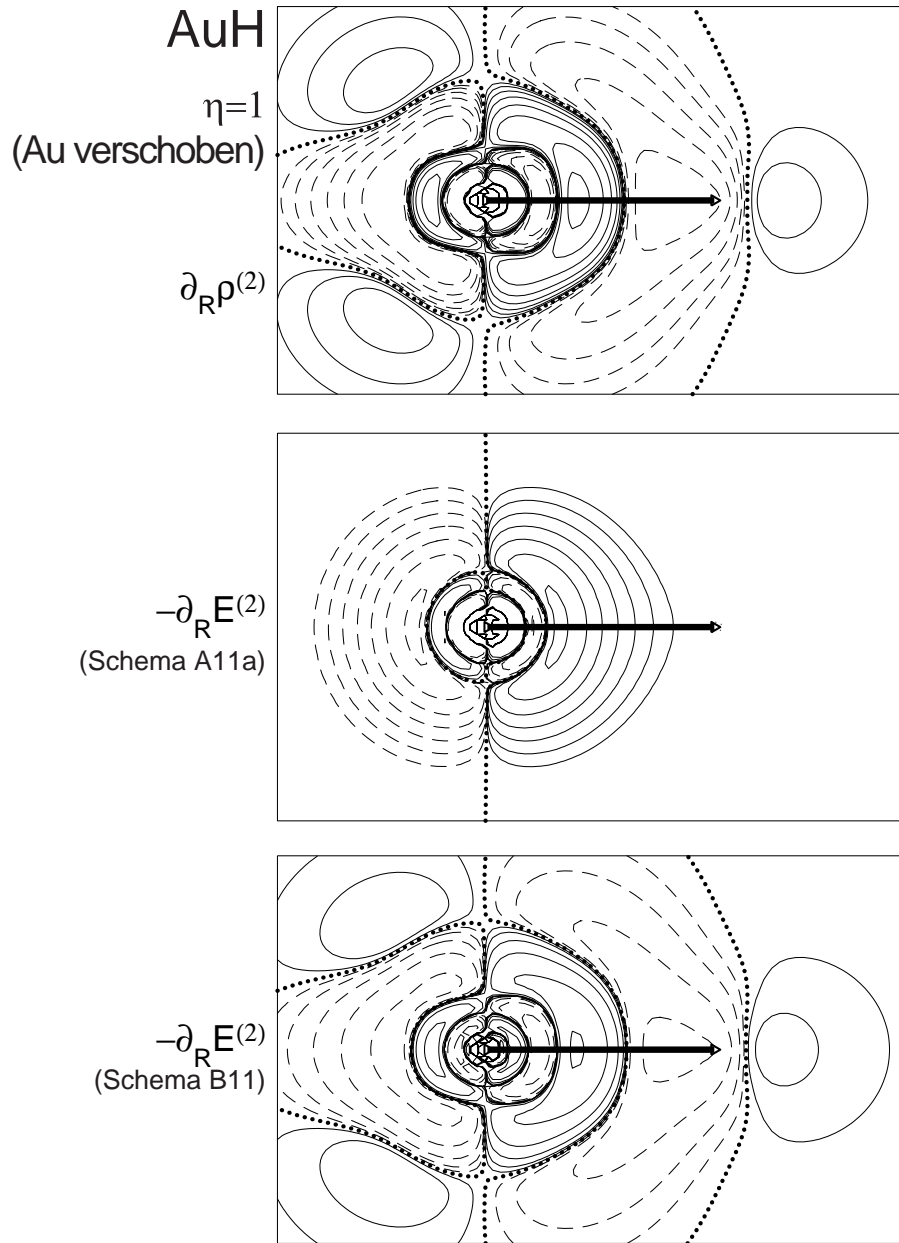 AuH
η=1
(Au verschoben)
∂Rρ(2)
−∂RE(2)
(Schema A11a)
−∂RE(2)
(Schema B11)